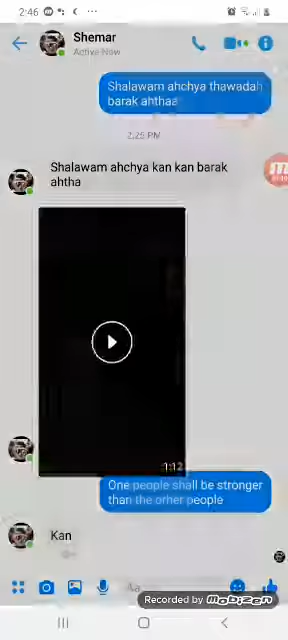 2:46
Shemar
Active Now
Shalawam ahchya thawadah
barak ahthaa
2:25 PM
Shalawam ahchya kan kan barak
ahtha
1:12
One people shall be stronger
than the orher people
Kan
Aa
Recorded by Mobizen